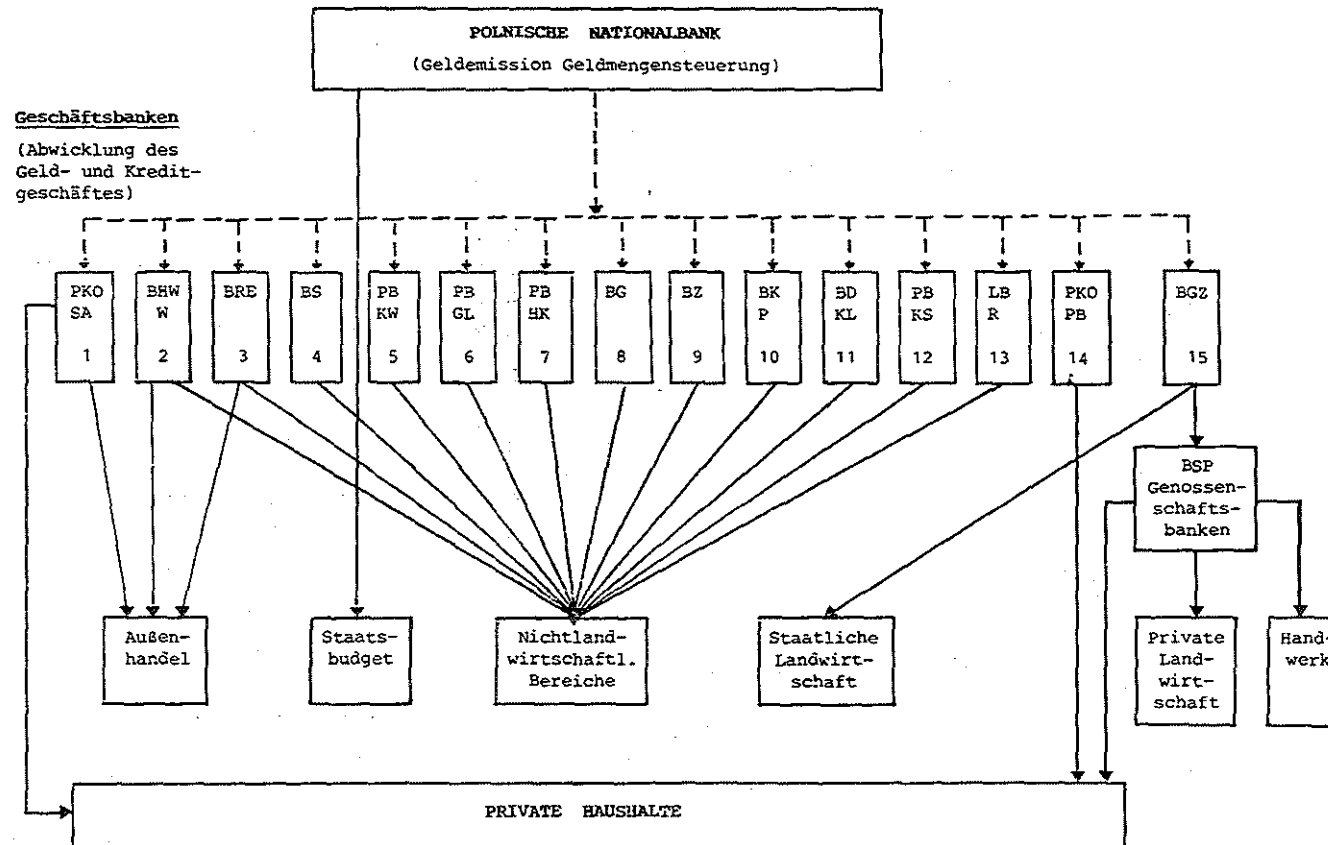 POLNISCHE NATIONALBANK
(Geldemission Geldmengensteuerung)
Geschäftsbanken
(Abwicklung des
Geld- und Kredit-
geschäftes)
PKO
SA
1
BHW
W
2
BRE
3
BS
4
PB
KW
5
PB
GL
6
PB
HK
7
BG
8
BZ
9
BK
P
10
BD
KL
11
PB
KS
12
LB
R
13
PKO
PB
14
BGZ
15
BSP
Genossen-
schafts-
banken
Außen-
handel
Staats-
budget
Nichtland-
wirtschaftl.
Bereiche
Staatliche
Landwirt-
schaft
Private
Land-
wirt-
schaft
Hand-
werk
PRIVATE HAUSHALTE